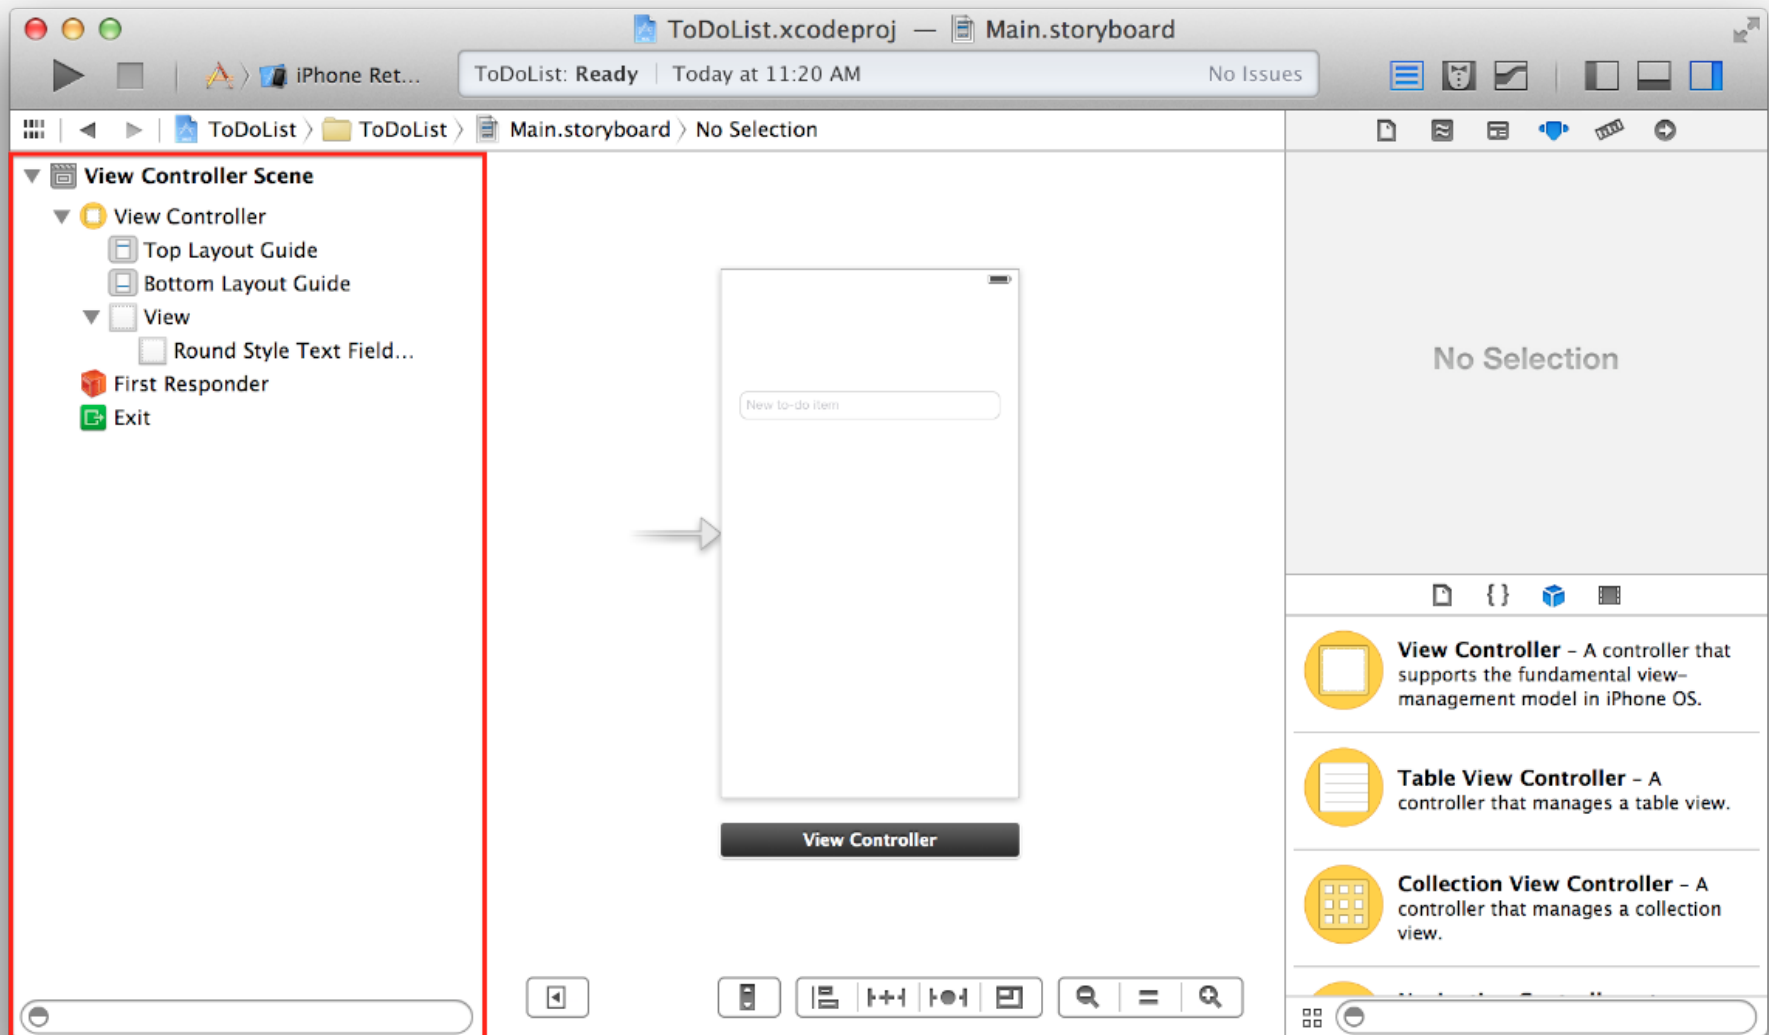 ToDoList.xcodeproj — Main.storyboard
iPhone Ret...
ToDoList: Ready | Today at 11:20 AM
No Issues
ToDoList
ToDoList
Main.storyboard
No Selection
View Controller Scene
View Controller
Top Layout Guide
Bottom Layout Guide
View
Round Style Text Field...
First Responder
Exit
New to-do item
View Controller
No Selection
{ }
View Controller – A controller that
supports the fundamental view-
management model in iPhone OS.
Table View Controller – A
controller that manages a table view.
Collection View Controller – A
controller that manages a collection
view.